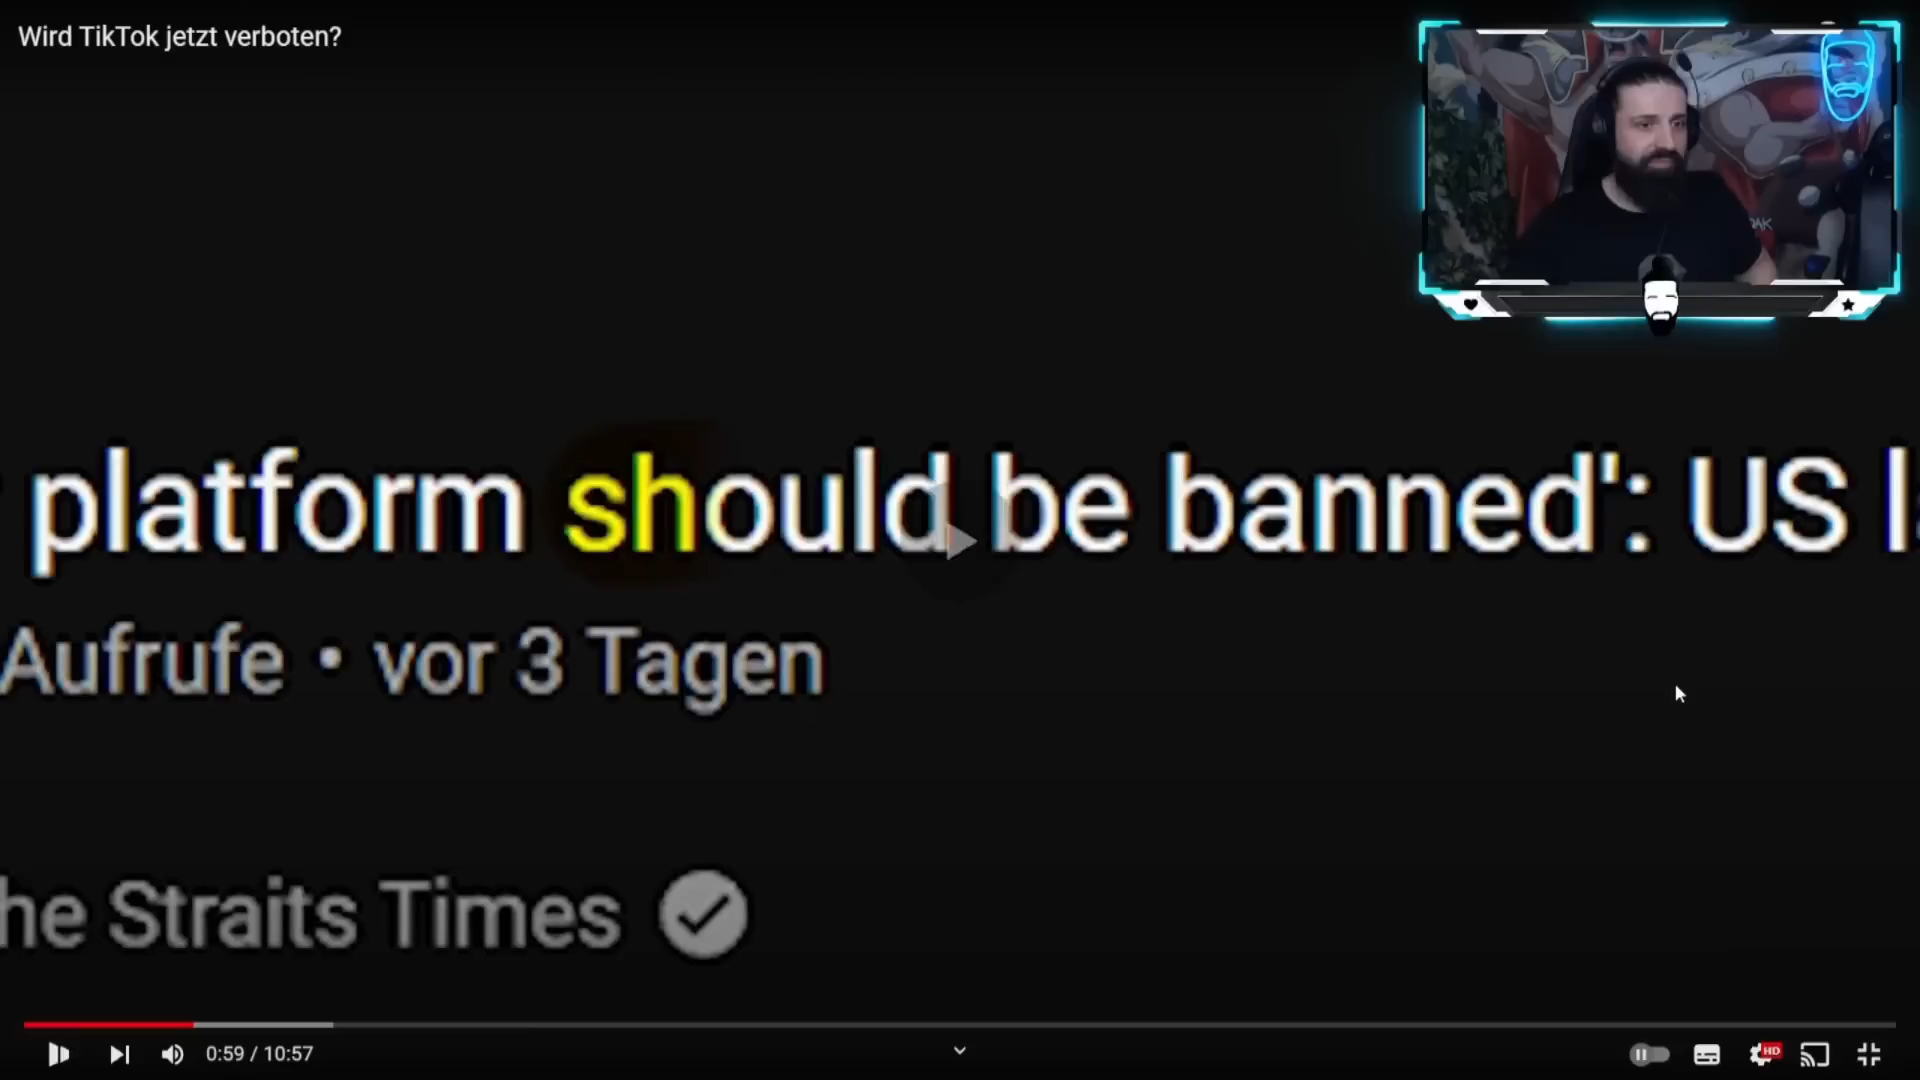 Wird TikTok jetzt verboten?
platform should be banned': US
Aufrufe • vor 3 Tagen
he Straits Times
0:59 / 10:57
HD